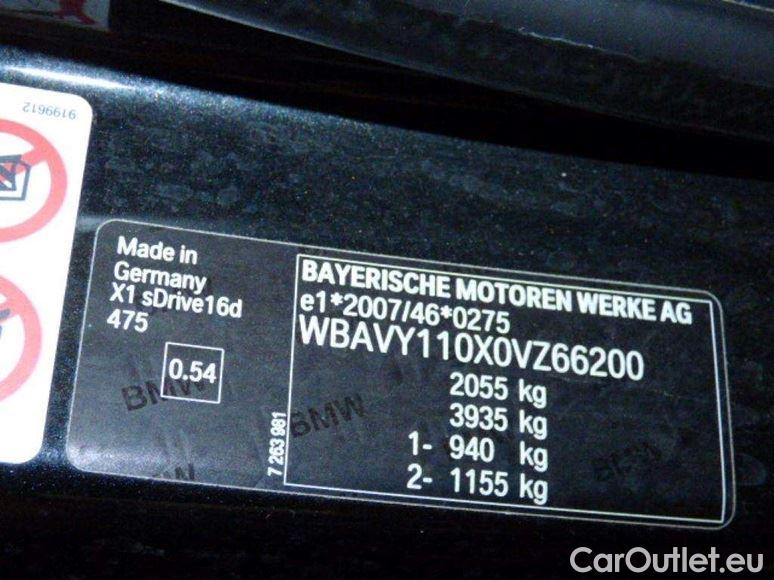 9199612
Made in
Germany
X1 sDrive16d
475
0.54
BAYERISCHE MOTOREN WERKE AG
e1*2007/46*0275
WBAVY110X0VZ66200
2055 kg
3935 kg
1- 940 kg
2- 1155 kg
7 263 981
BMW
BMW
BMW
CarOutlet.eu